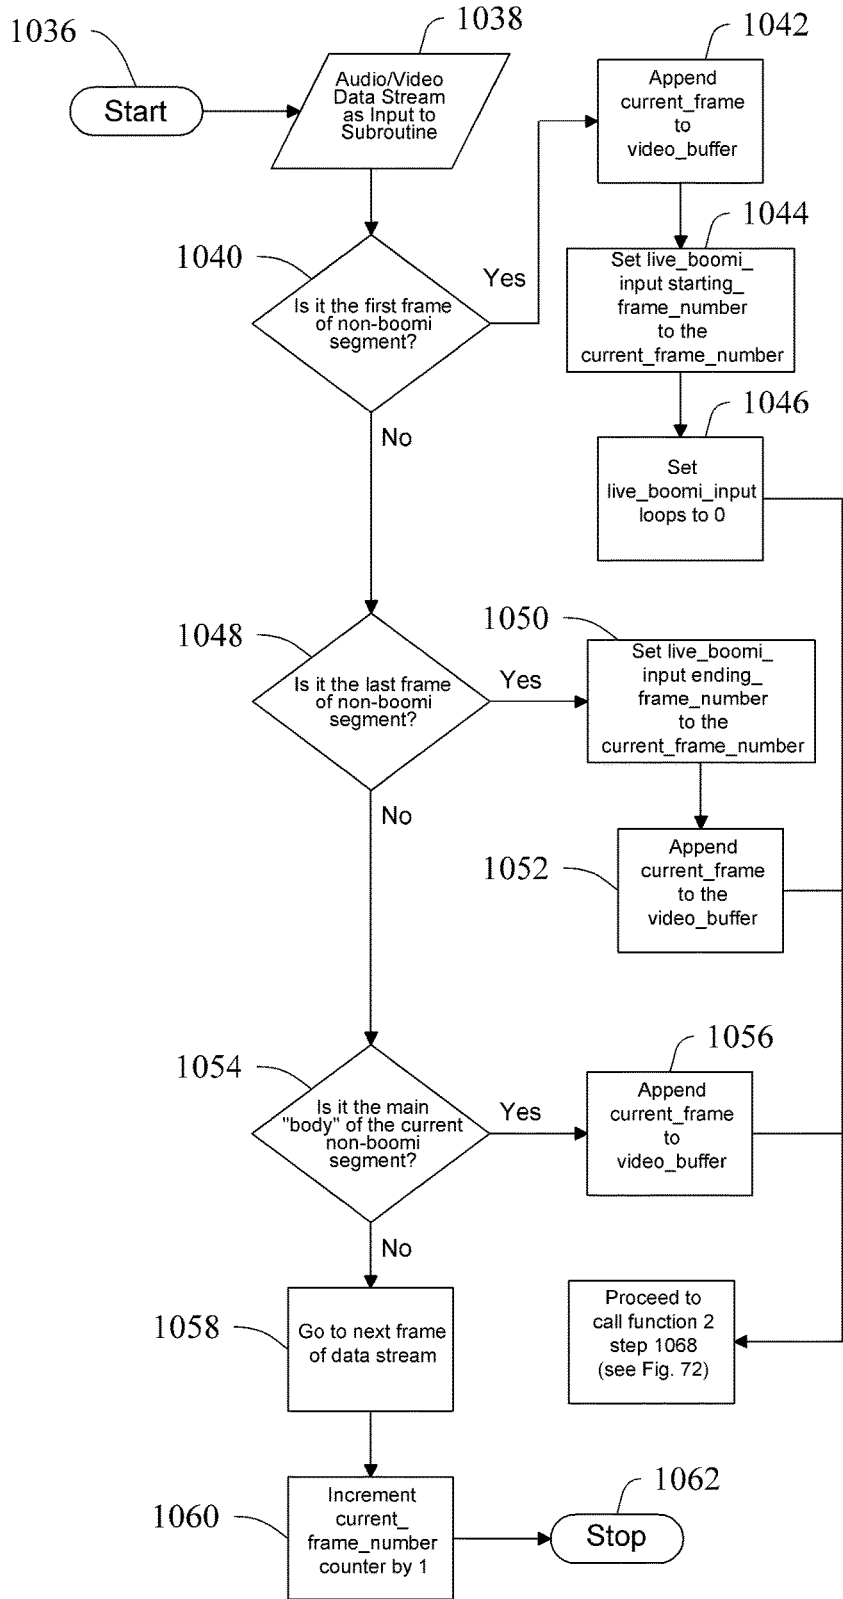 1036
Start
1038
Audio/Video
Data Stream
as Input to
Subroutine
1042
Append
current_frame
to
video_buffer
1040
Is it the first frame
of non-boomi
segment?
Yes
No
1044
Set live_boomi_
input starting_
frame_number
to the
current_frame_number
1046
Set
live_boomi_input
loops to 0
1048
Is it the last frame
of non-boomi
segment?
Yes
No
1050
Set live_boomi_
input ending_
frame_number
to the
current_frame_number
1052
Append
current_frame
to the
video_buffer
1054
Is it the main
"body" of the current
non-boomi
segment?
Yes
No
1056
Append
current_frame
to
video_buffer
1058
Go to next frame
of data stream
Proceed to
call function 2
step 1068
(see Fig. 72)
1060
Increment
current_
frame_number
counter by 1
1062
Stop